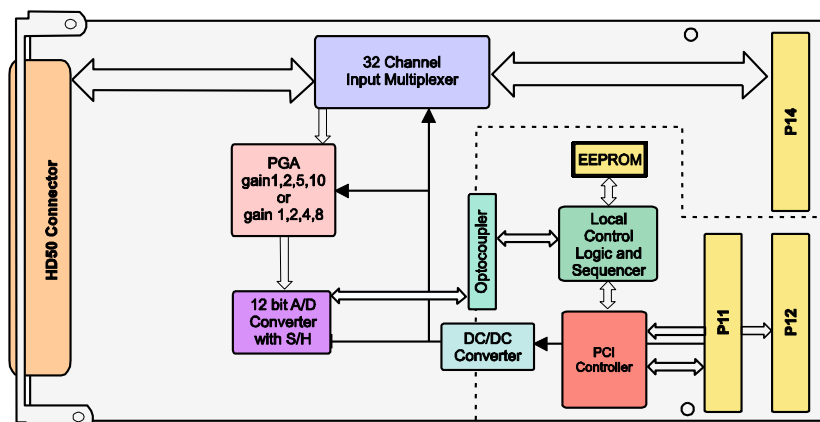 HD50 Connector
32 Channel
Input Multiplexer
P14
PGA
gain1,2,5,10
or
gain 1,2,4,8
EEPROM
Optocoupler
Local
Control
Logic and
Sequencer
12 bit A/D
Converter
with S/H
DC/DC
Converter
PCI
Controller
P11
P12